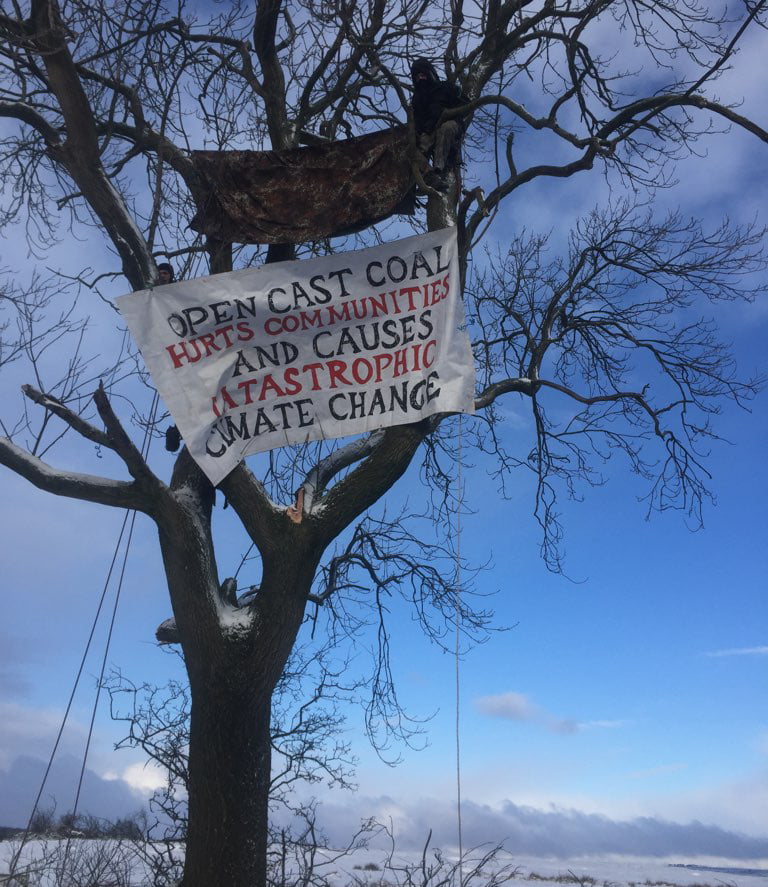 OPEN CAST COAL
HURTS COMMUNITIES
AND CAUSES
CATASTROPHIC
CLIMATE CHANGE